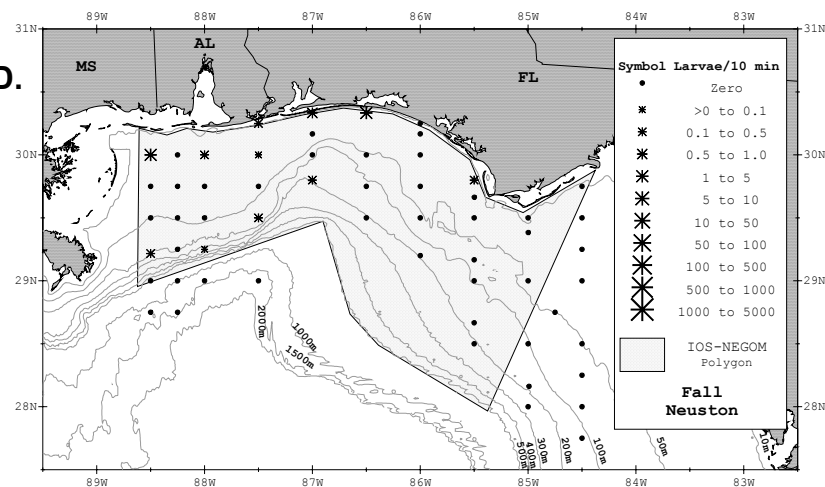 89W 88W 87W 86W 85W 84W 83W
31N 31N
D.
AL
MS
FL
Symbol Larvae/10 min
Zero
>0 to 0.1
0.1 to 0.5
0.5 to 1.0
1 to 5
5 to 10
10 to 50
50 to 100
100 to 500
500 to 1000
1000 to 5000
IOS-NEGOM
Polygon
Fall
Neuston
30N 30N
29N 29N
2000m
1000m
1500m
28N 28N
500m
400m
300m
200m
100m
50m
10m
89W 88W 87W 86W 85W 84W 83W